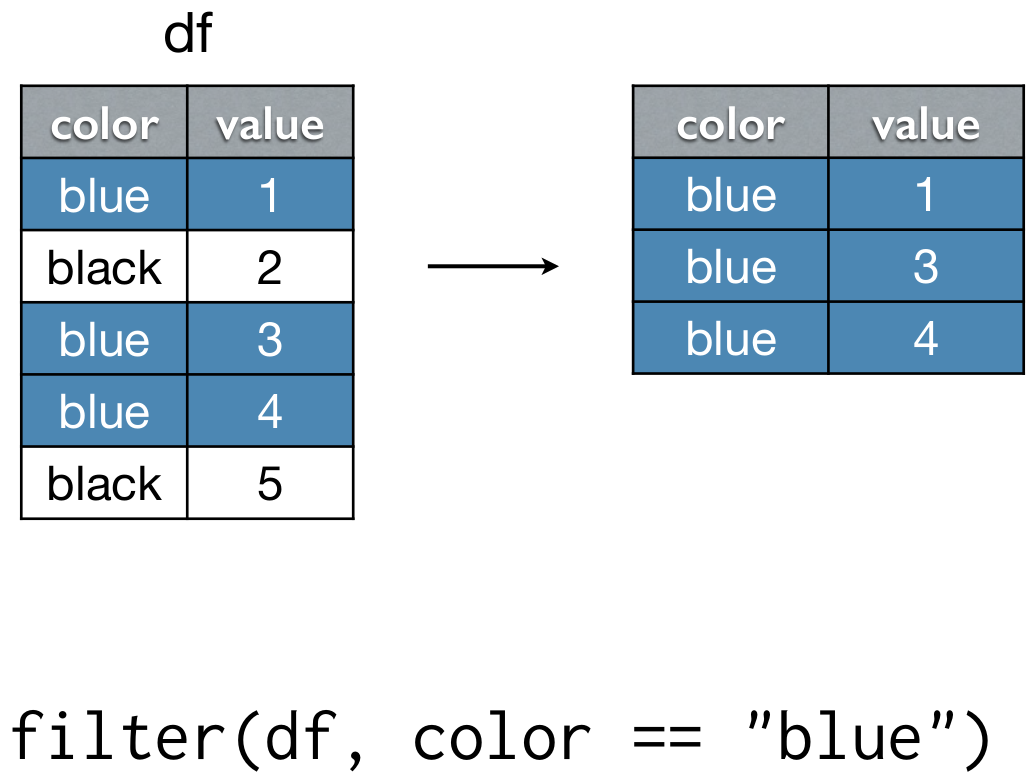 df
color value
blue 1
black 2
blue 3
blue 4
black 5
color value
blue 1
blue 3
blue 4
filter(df, color == "blue")